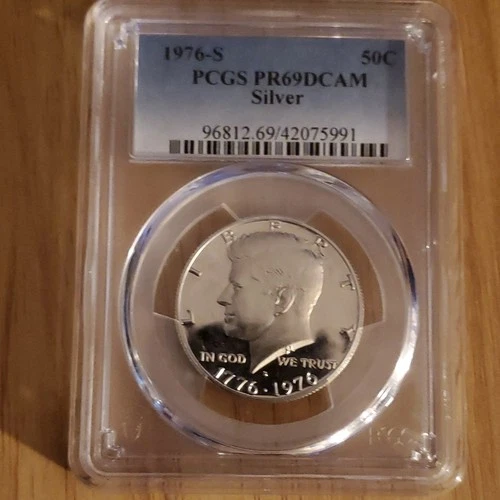 1976-S 50C
PCGS PR69DCAM
Silver
96812.69/42075991
LIBERTY
IN GOD WE TRUST
S
1776·1976